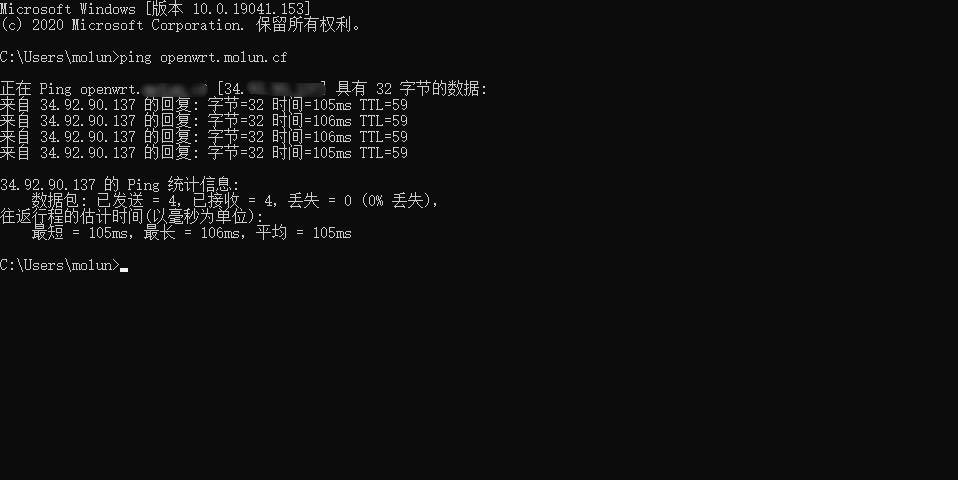 Microsoft Windows [版本 10.0.19041.153]
(c) 2020 Microsoft Corporation. 保留所有权利。
C:\Users\molun>ping openwrt.molun.cf
正在 Ping openwrt. [34. ] 具有 32 字节的数据:
来自 34.92.90.137 的回复: 字节=32 时间=105ms TTL=59
来自 34.92.90.137 的回复: 字节=32 时间=106ms TTL=59
来自 34.92.90.137 的回复: 字节=32 时间=106ms TTL=59
来自 34.92.90.137 的回复: 字节=32 时间=105ms TTL=59
34.92.90.137 的 Ping 统计信息:
数据包: 已发送 = 4, 已接收 = 4, 丢失 = 0 (0% 丢失),
往返行程的估计时间(以毫秒为单位):
最短 = 105ms, 最长 = 106ms, 平均 = 105ms
C:\Users\molun>